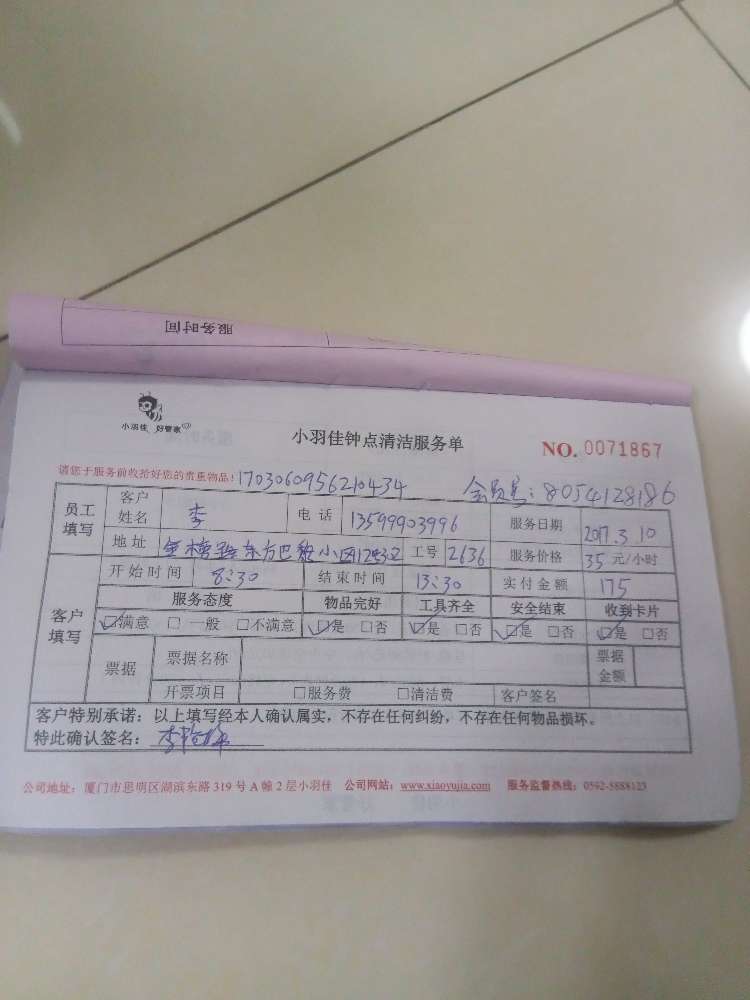 服务时间
小羽佳 好管家
小羽佳钟点清洁服务单
NO. 0071867
请您于服务前收拾好您的贵重物品! 1703060956210434 会员号: 8054128186
员工填写 客户姓名 李 电话 13599903996 服务日期 2017.3.10
地址 东方巴黎小区 工号 2636 服务价格 35 元/小时
客户填写 开始时间 8:30 结束时间 13:30 实付金额 175
服务态度 物品完好 工具齐全 安全结束 收到卡片
☑满意 □一般 □不满意 ☑是 □否 ☑是 □否 ☑是 □否 ☑是 □否
票据 票据名称 票据金额
开票项目 □服务费 □清洁费 客户签名
客户特别承诺: 以上填写经本人确认属实,不存在任何纠纷,不存在任何物品损坏。
特此确认签名: 李
公司地址: 厦门市思明区湖滨东路 319 号 A 幢 2 层小羽佳 公司网站: www.xiaoyujia.com 服务监督热线: 0592-5888123